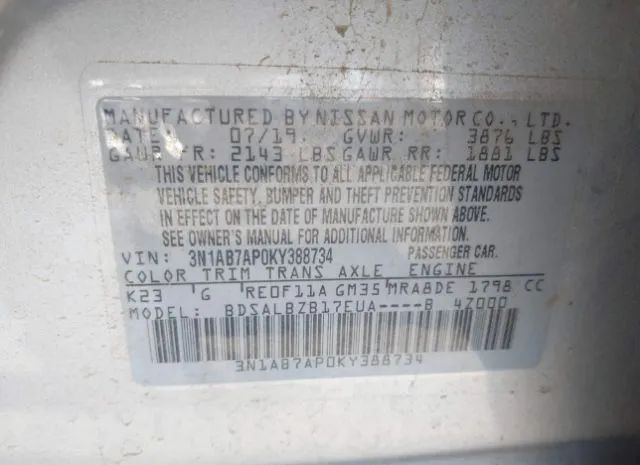 MANUFACTURED BY NISSAN MOTOR CO., LTD.
DATE: 07/19 GVWR: 3876 LBS
GAWR FR: 2143 LBS GAWR RR: 1881 LBS
THIS VEHICLE CONFORMS TO ALL APPLICABLE FEDERAL MOTOR
VEHICLE SAFETY, BUMPER AND THEFT PREVENTION STANDARDS
IN EFFECT ON THE DATE OF MANUFACTURE SHOWN ABOVE.
SEE OWNER'S MANUAL FOR ADDITIONAL INFORMATION.
VIN: 3N1AB7AP0KY388734 PASSENGER CAR.
COLOR TRIM TRANS AXLE ENGINE
K23 G RE0F11A GM35 MRA8DE 1798 CC
MODEL: BDSALBZB17EUA----B 4Z000
3N1AB7AP0KY388734